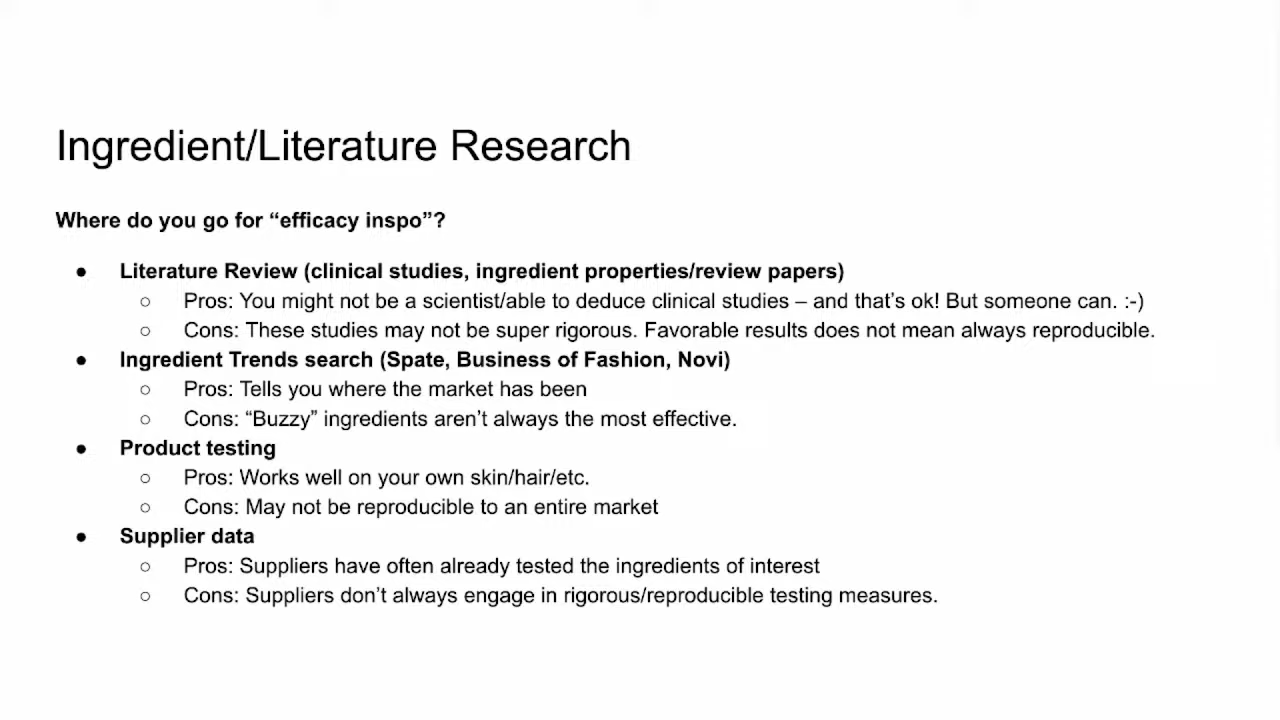 Ingredient/Literature Research
Where do you go for “efficacy inspo”?
● Literature Review (clinical studies, ingredient properties/review papers)
○ Pros: You might not be a scientist/able to deduce clinical studies – and that’s ok! But someone can. :-)
○ Cons: These studies may not be super rigorous. Favorable results does not mean always reproducible.
● Ingredient Trends search (Spate, Business of Fashion, Novi)
○ Pros: Tells you where the market has been
○ Cons: “Buzzy” ingredients aren’t always the most effective.
● Product testing
○ Pros: Works well on your own skin/hair/etc.
○ Cons: May not be reproducible to an entire market
● Supplier data
○ Pros: Suppliers have often already tested the ingredients of interest
○ Cons: Suppliers don’t always engage in rigorous/reproducible testing measures.